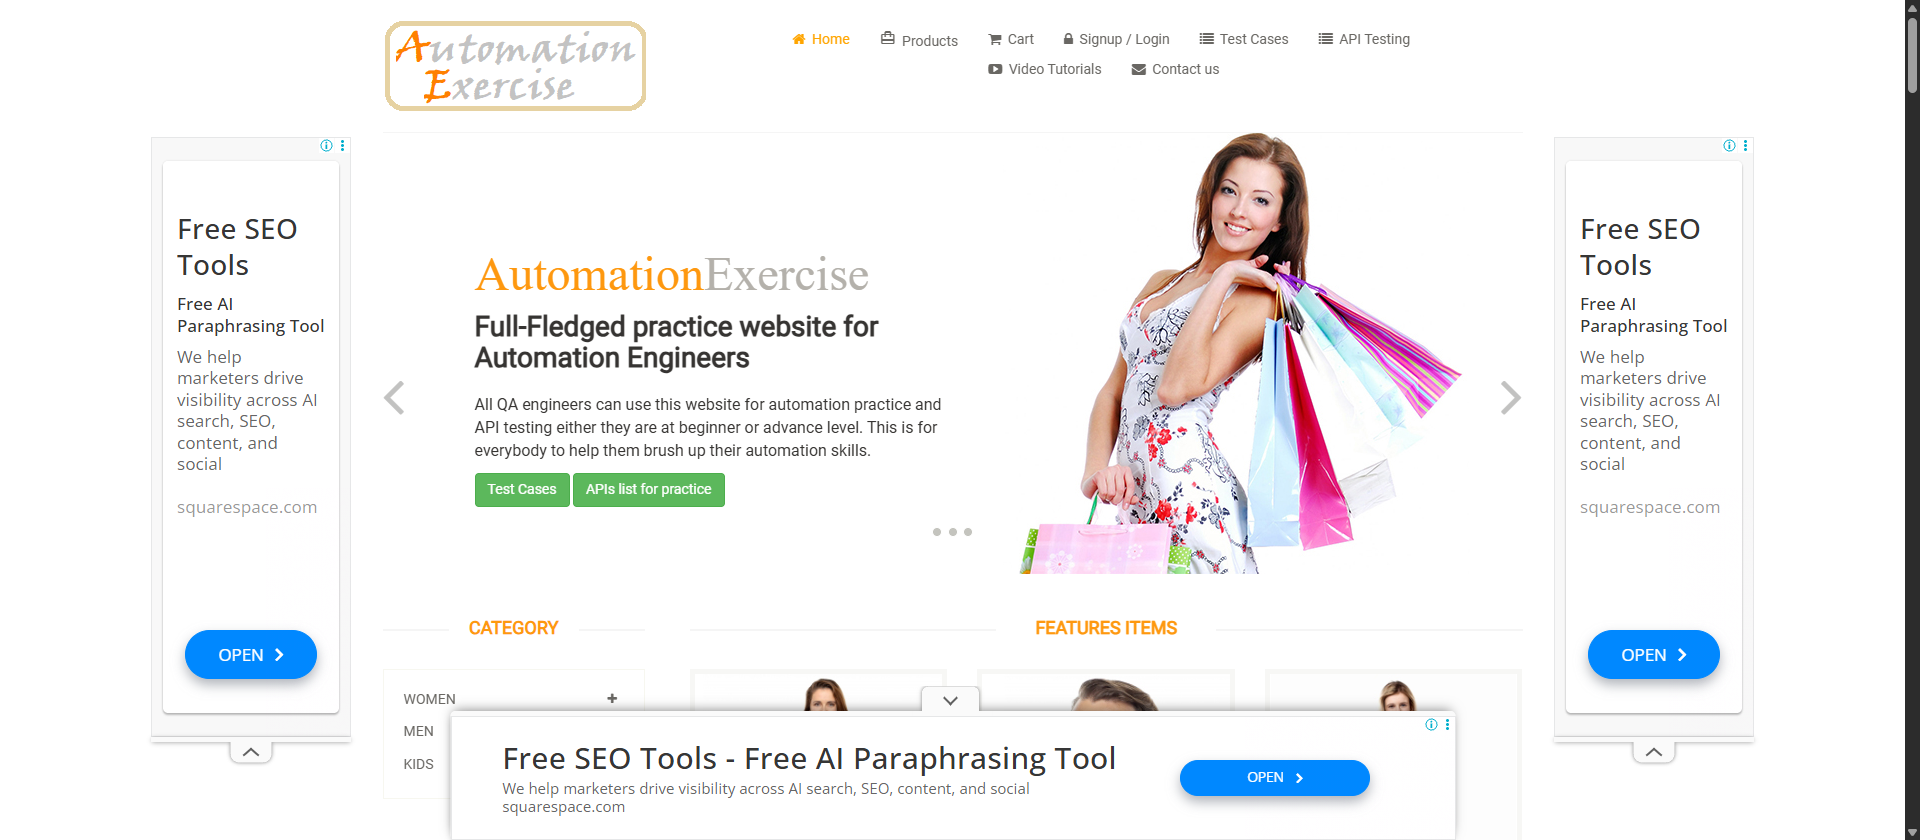 Automation
Exercise
Home
Products
Cart
Signup / Login
Test Cases
API Testing
Video Tutorials
Contact us
Free SEO
Tools
Free AI
Paraphrasing Tool
We help
marketers drive
visibility across AI
search, SEO,
content, and
social
squarespace.com
OPEN
AutomationExercise
Full-Fledged practice website for
Automation Engineers
All QA engineers can use this website for automation practice and
API testing either they are at beginner or advance level. This is for
everybody to help them brush up their automation skills.
Test Cases
APIs list for practice
Free SEO
Tools
Free AI
Paraphrasing Tool
We help
marketers drive
visibility across AI
search, SEO,
content, and
social
squarespace.com
OPEN
CATEGORY
WOMEN
MEN
KIDS
FEATURES ITEMS
Free SEO Tools - Free AI Paraphrasing Tool
We help marketers drive visibility across AI search, SEO, content, and social
squarespace.com
OPEN